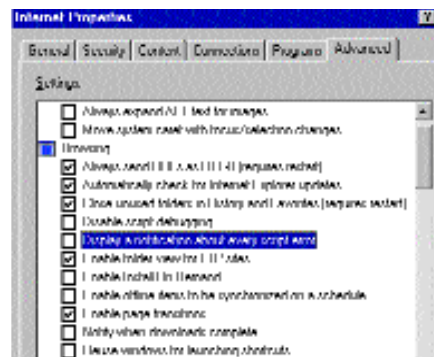 Internet Properties
General Security Content Connections Programs Advanced
Settings:
Always expand ALT text for images
Move system caret with focus/selection changes
Browsing
Always send URLs as UTF-8 (requires restart)
Automatically check for Internet Explorer updates
Close unused folders in History and Favorites (requires restart)
Disable script debugging
Display a notification about every script error
Enable folder view for FTP sites
Enable Install On Demand
Enable offline items to be synchronized on a schedule
Enable page transitions
Notify when downloads complete
Reuse windows for launching shortcuts